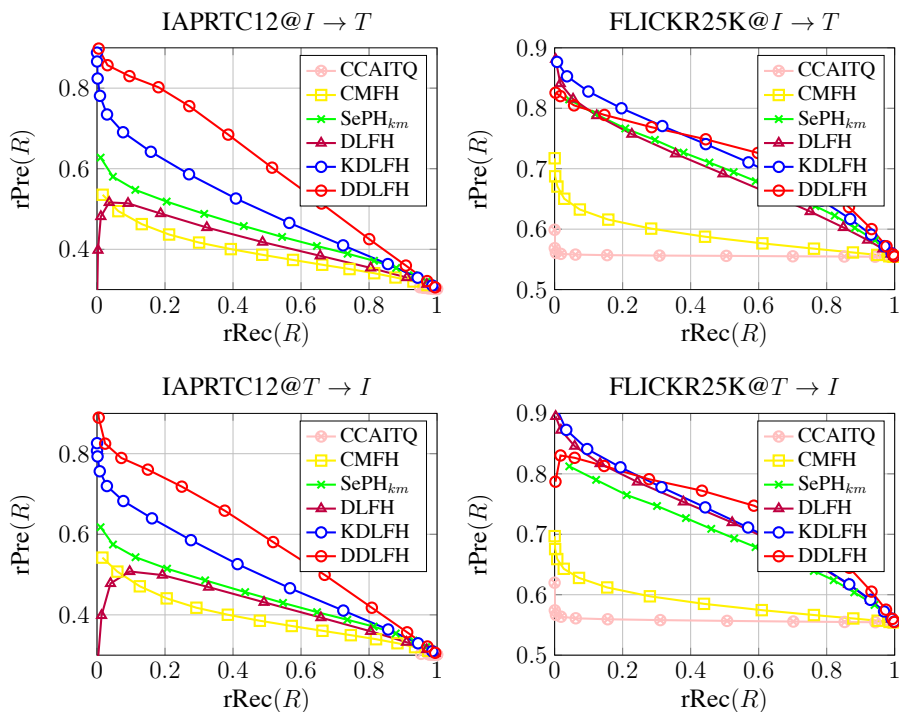 IAPRTC12@I → T
FLICKR25K@I → T
0.8
0.6
0.4
rPre(R)
0 0.2 0.4 0.6 0.8 1
rRec(R)
CCAITQ
CMFH
SePH_km
DLFH
KDLFH
DDLFH
0.9
0.8
0.7
0.6
0.5
rPre(R)
0 0.2 0.4 0.6 0.8 1
rRec(R)
CCAITQ
CMFH
SePH_km
DLFH
KDLFH
DDLFH
IAPRTC12@T → I
FLICKR25K@T → I
0.8
0.6
0.4
rPre(R)
0 0.2 0.4 0.6 0.8 1
rRec(R)
CCAITQ
CMFH
SePH_km
DLFH
KDLFH
DDLFH
0.9
0.8
0.7
0.6
0.5
rPre(R)
0 0.2 0.4 0.6 0.8 1
rRec(R)
CCAITQ
CMFH
SePH_km
DLFH
KDLFH
DDLFH